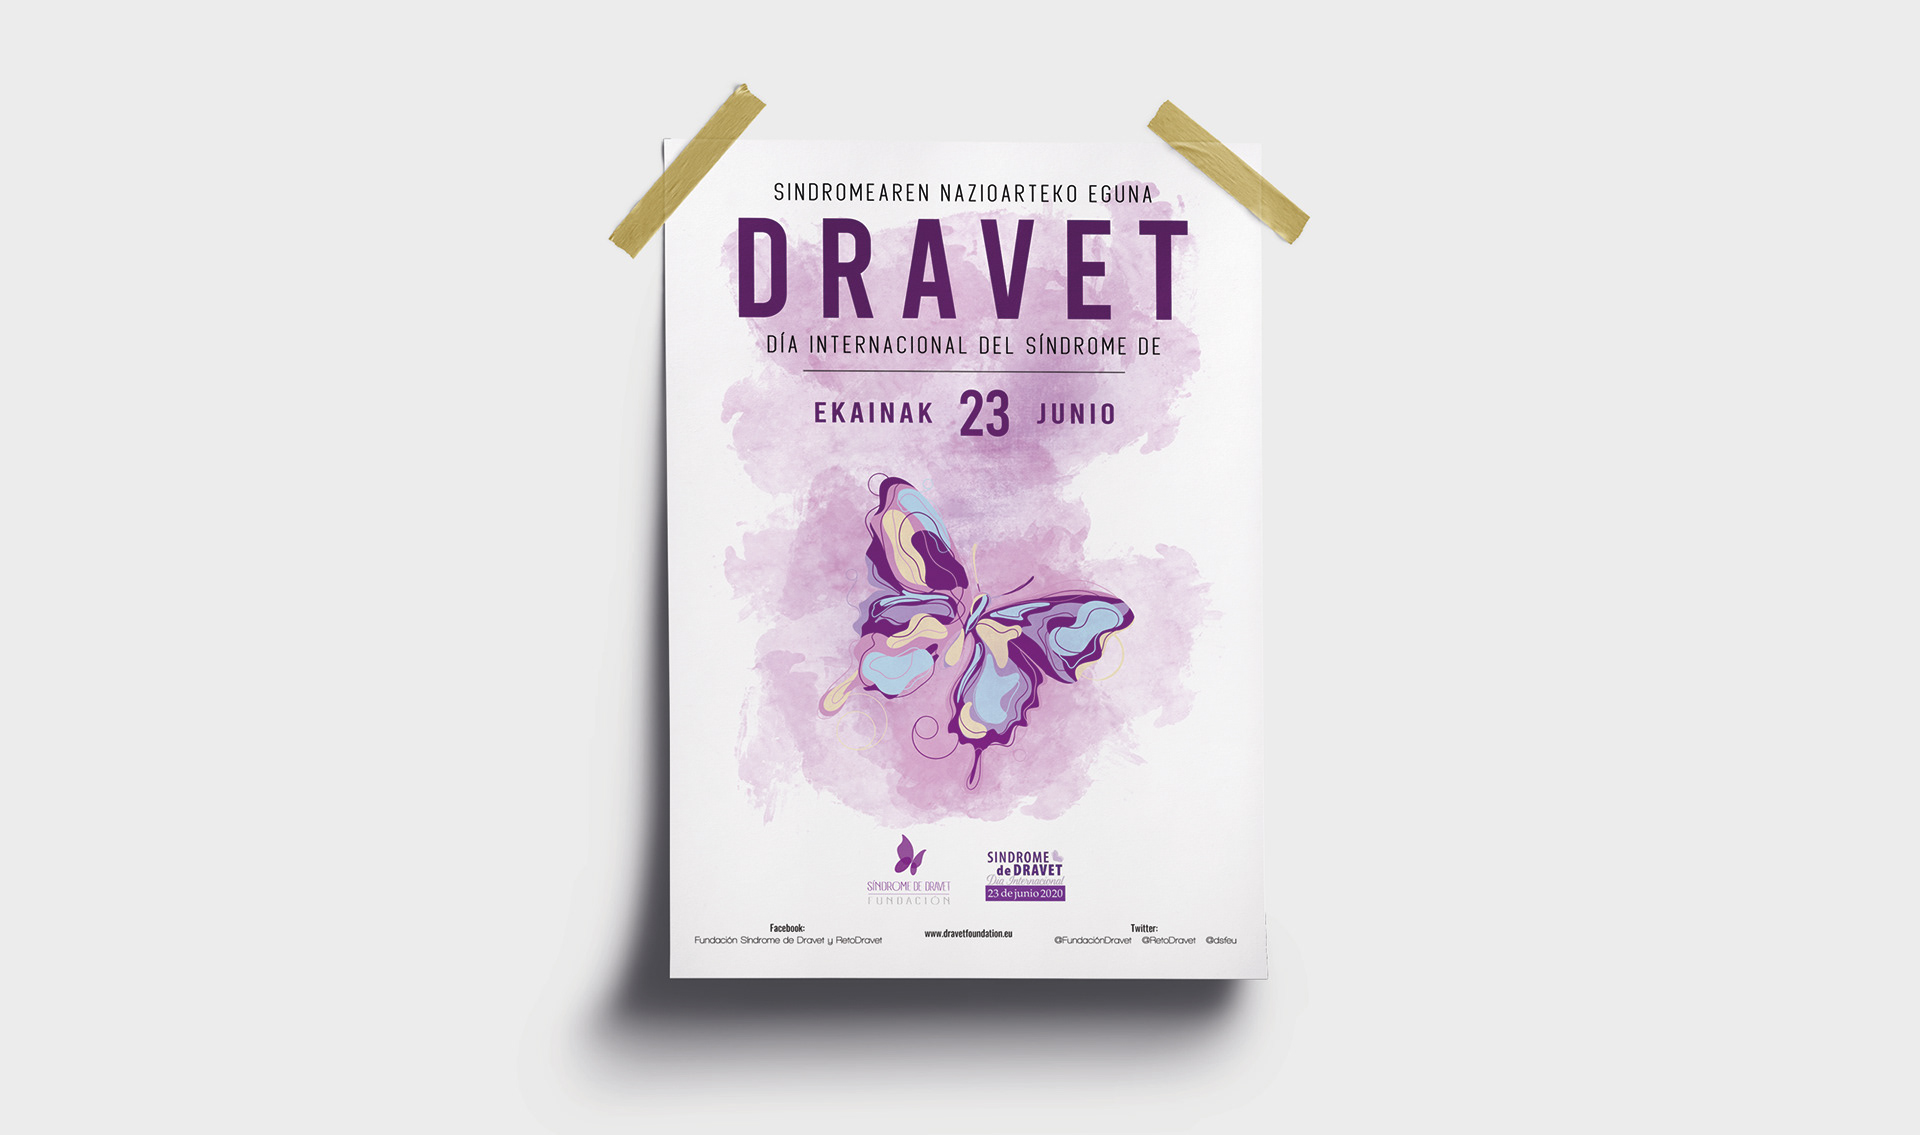 SINDROMEAREN NAZIOARTEKO EGUNA
DRAVET
DÍA INTERNACIONAL DEL SÍNDROME DE
EKAINAK 23 JUNIO
SÍNDROME DE DRAVET
FUNDACIÓN
SINDROME
de DRAVET
Dia Internacional
23 de junio 2020
Facebook:
Fundación Síndrome de Dravet y RetoDravet
www.dravetfoundation.eu
Twitter:
@FundaciónDravet @RetoDravet @dsfeu